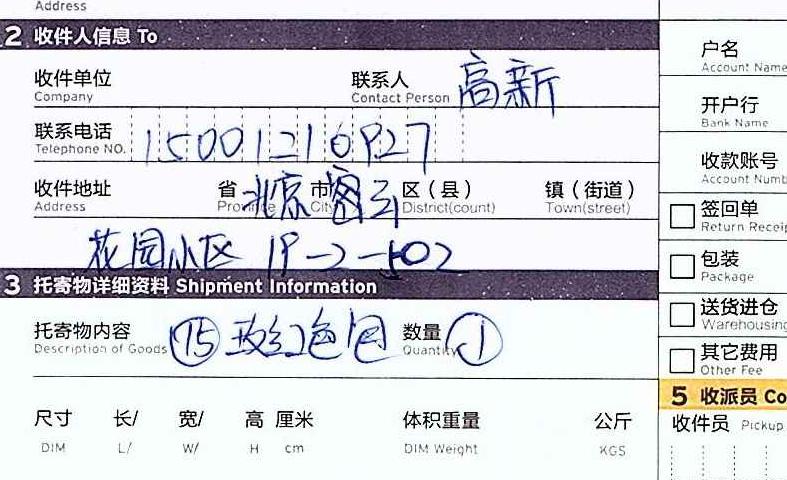 Address
2 收件人信息 To
收件单位 联系人 高新
Company Contact Person
联系电话 15001210927
Telephone NO.
收件地址 省 北京 市 密云 区（县） 镇（街道）
Address Province City District(count) Town(street)
花园小区 19-2-502
3 托寄物详细资料 Shipment Information
托寄物内容 15 玫红色 数量 1
Description of Goods Quantity
尺寸 长/ 宽/ 高 厘米 体积重量 公斤
DIM L/ W/ H cm DIM Weight KGS
户名
Account Name
开户行
Bank Name
收款账号
Account Numb
签回单
Return Receip
包装
Package
送货进仓
Warehousing
其它费用
Other Fee
5 收派员 Co
收件员 Pickup